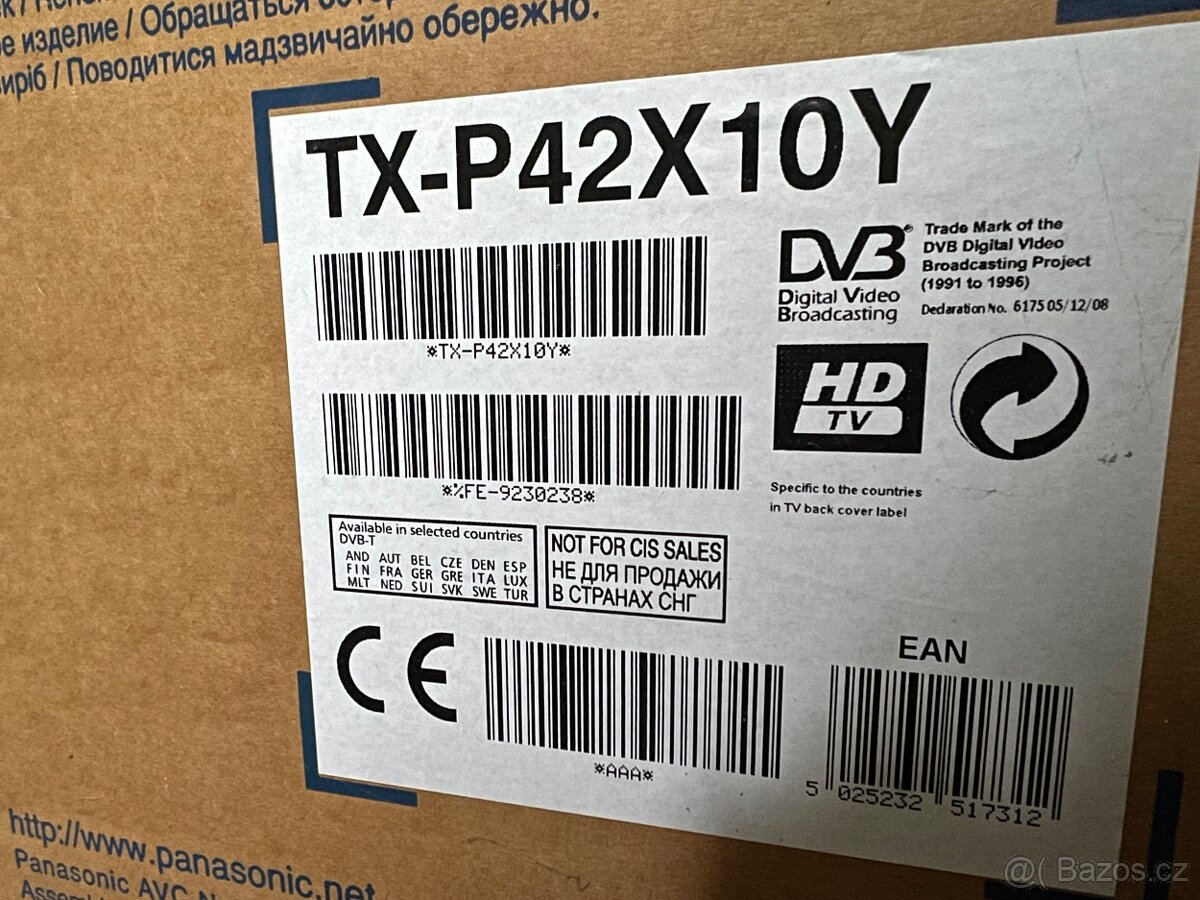 е изделие / Обращаться
иріб / Поводитися мадзвичайно обережно.
TX-P42X10Y
*TX-P42X10Y*
*%FE-9230238*
DVB
Digital Video
Broadcasting
Trade Mark of the
DVB Digital Video
Broadcasting Project
(1991 to 1996)
Declaration No. 6175 05/12/08
HD
TV
Specific to the countries
in TV back cover label
Available in selected countries
DVB-T
AND AUT BEL CZE DEN ESP
FIN FRA GER GRE ITA LUX
MLT NED SUI SVK SWE TUR
NOT FOR CIS SALES
НЕ ДЛЯ ПРОДАЖИ
В СТРАНАХ СНГ
CE
*AAA*
EAN
5 025232 517312
http://www.panasonic.net
Panasonic AVC
@( Bazos.cz